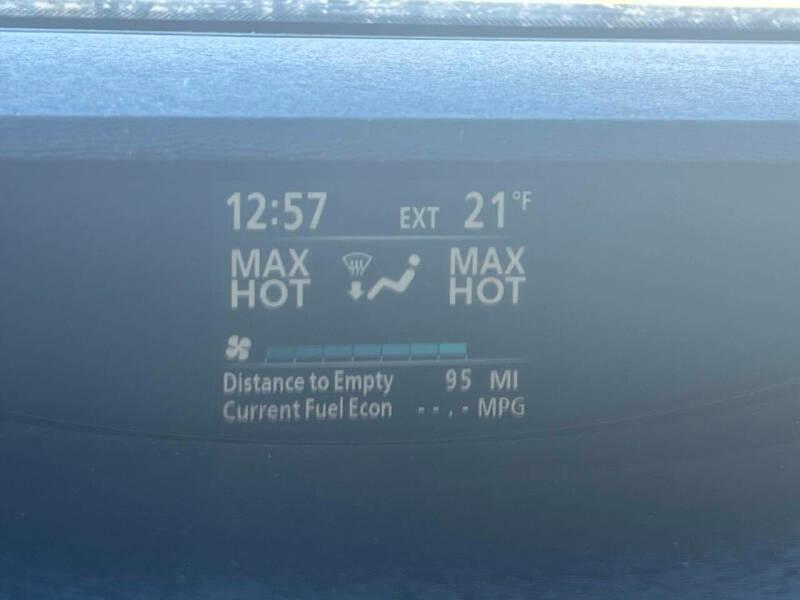 12:57 EXT 21°F
MAX HOT MAX HOT
Distance to Empty 95 MI
Current Fuel Econ --.- MPG